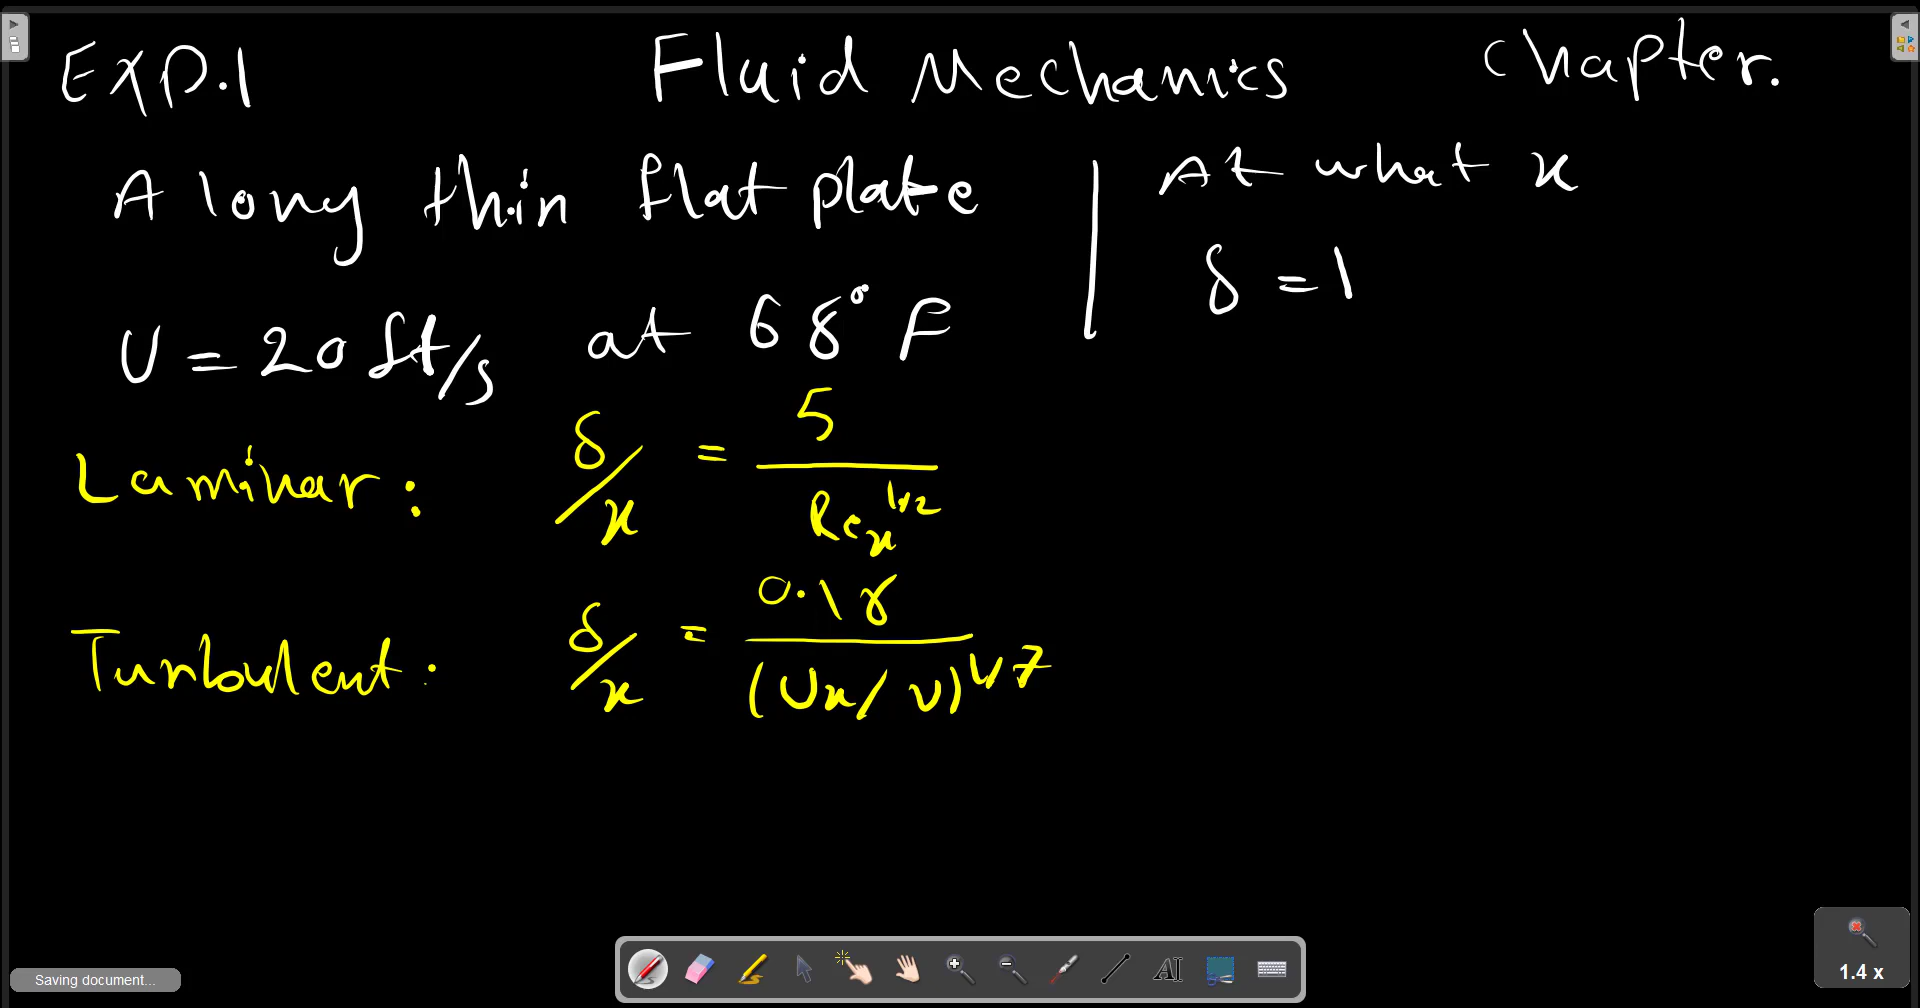 EXP.1 Fluid Mechanics Chapter.
A long thin flat plate
At what x
δ = 1
U = 20 ft/s at 68° F
Laminar: δ/x = 5 / Re_x^1/2
Turbulent: δ/x = 0.18 / (Ux/ν)^1/7
Saving document...
1.4 x